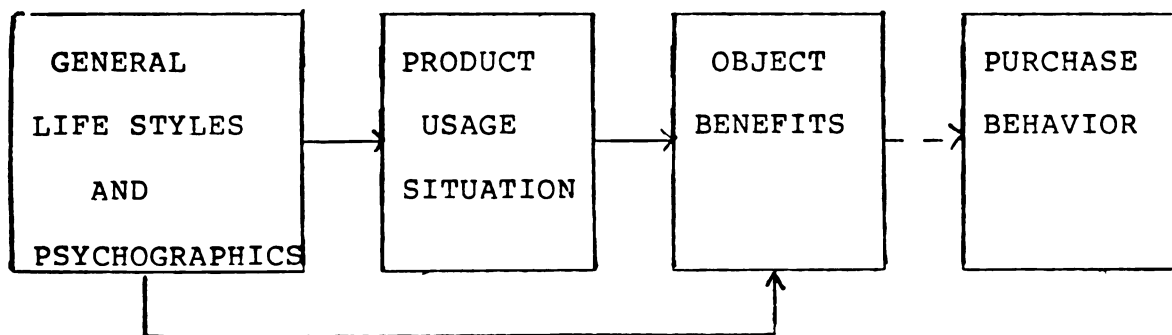 GENERAL
LIFE STYLES
AND
PSYCHOGRAPHICS
PRODUCT
USAGE
SITUATION
OBJECT
BENEFITS
PURCHASE
BEHAVIOR